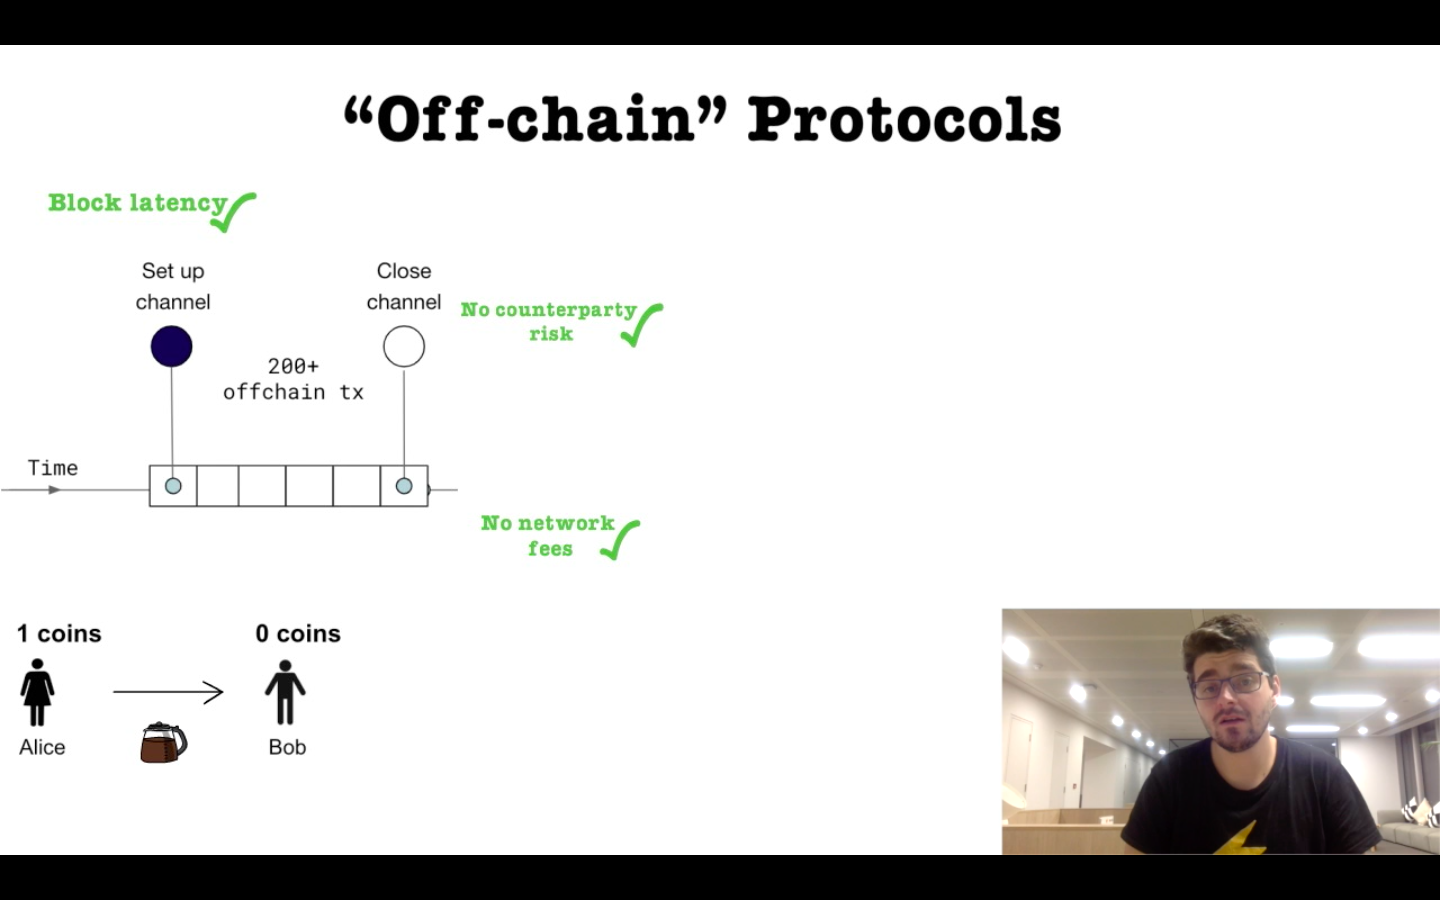 “Off-chain” Protocols
Block latency
Set up
channel
Close
channel
No counterparty
risk
200+
offchain tx
Time
No network
fees
1 coins
0 coins
Alice
Bob